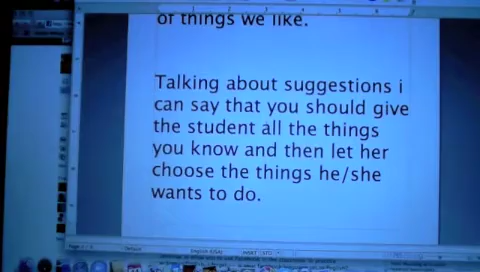 of things we like.
Talking about suggestions i
can say that you should give
the student all the things
you know and then let her
choose the things he/she
wants to do.